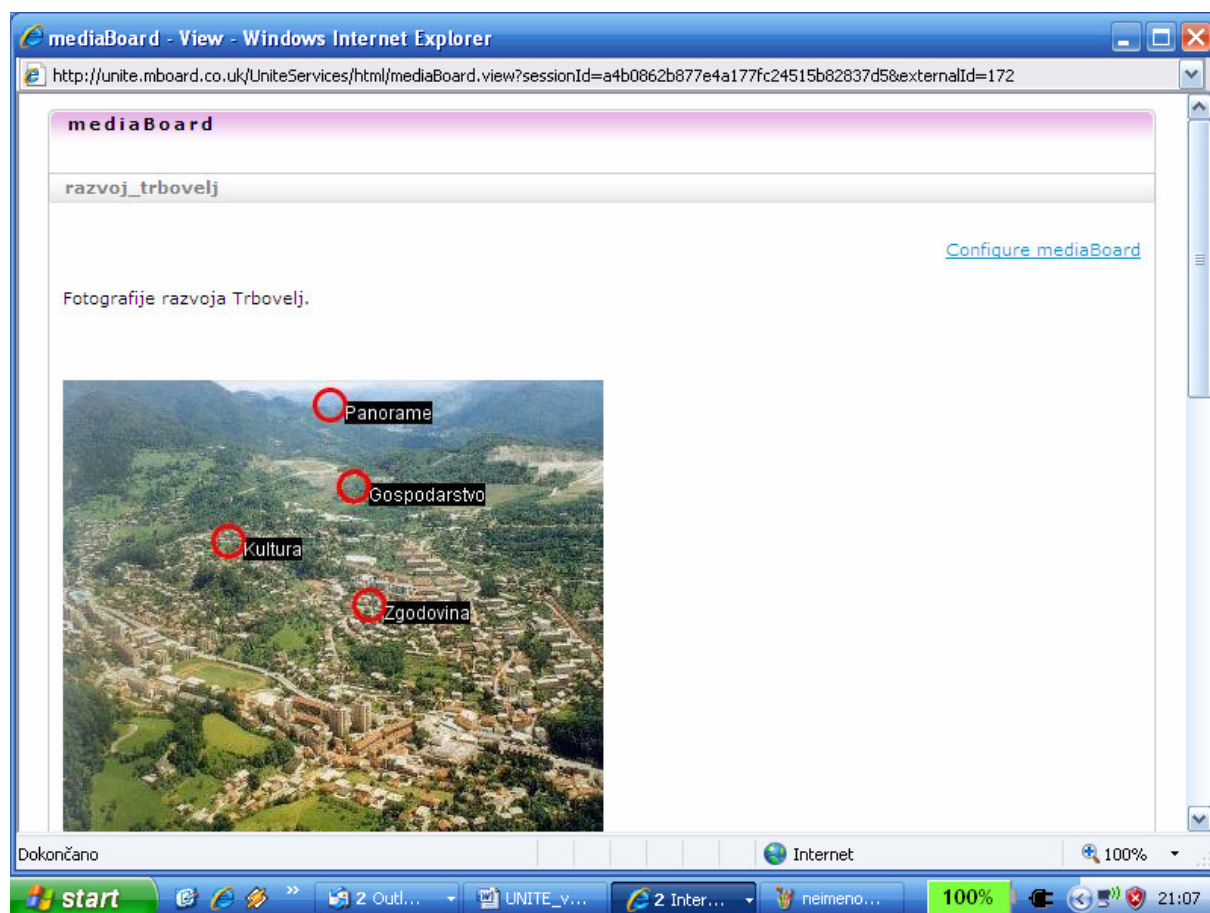 mediaBoard - View - Windows Internet Explorer
http://unite.mboard.co.uk/UniteServices/html/mediaBoard.view?sessionId=a4b0862b877e4a177fc24515b82837d5&externalId=172
mediaBoard
razvoj_trbovelj
Configure mediaBoard
Fotografije razvoja Trbovelj.
Panorame
Gospodarstvo
Kultura
Zgodovina
Dokončano
Internet
100%
start
2 Outl...
UNITE_v...
2 Inter...
neimeno...
100%
21:07